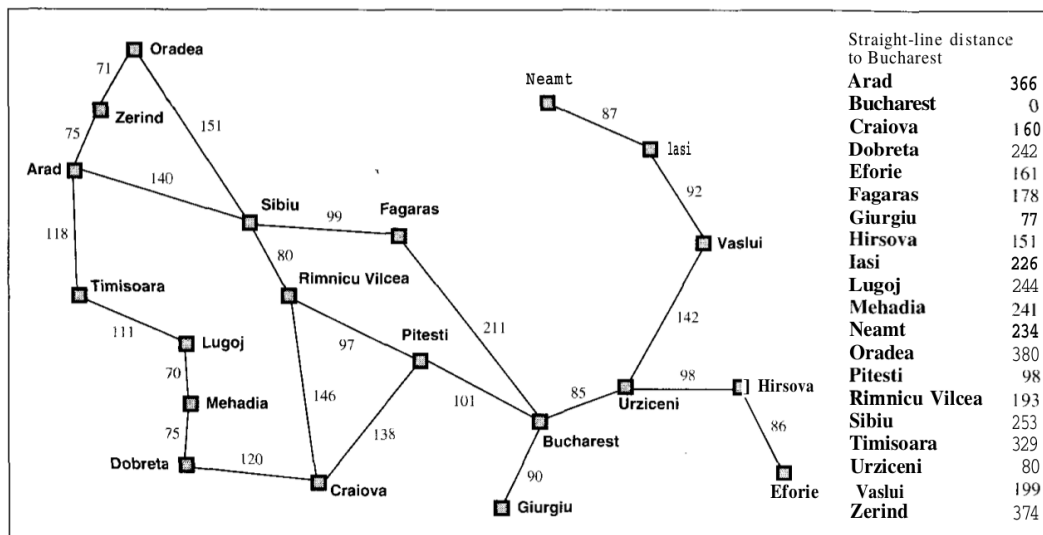 Oradea
71
Neamt
87
Zerind
151
75
Iasi
Arad
140
92
Sibiu
99
Fagaras
118
80
Vaslui
Rimnicu Vilcea
Timisoara
142
211
111
Lugoj
97
Pitesti
70
98
Hirsova
146
85
Urziceni
Mehadia
101
138
86
75
Bucharest
120
Dobreta
90
Craiova
Eforie
Giurgiu
Straight-line distance
to Bucharest
Arad 366
Bucharest 0
Craiova 160
Dobreta 242
Eforie 161
Fagaras 178
Giurgiu 77
Hirsova 151
Iasi 226
Lugoj 244
Mehadia 241
Neamt 234
Oradea 380
Pitesti 98
Rimnicu Vilcea 193
Sibiu 253
Timisoara 329
Urziceni 80
Vaslui 199
Zerind 374